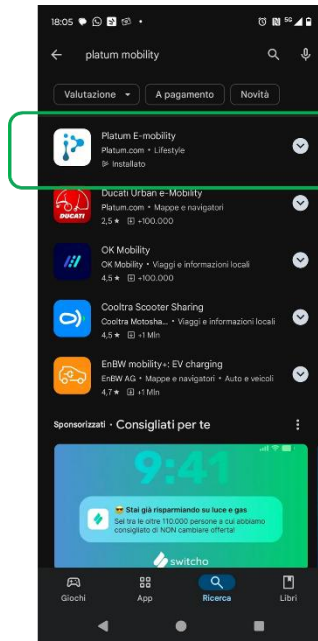 18:05
5G
platum mobility
Valutazione
A pagamento
Novità
Platum E-mobility
Platum.com • Lifestyle
Installato
Ducati Urban e-Mobility
Platum.com • Mappe e navigatori
2,5★ +100.000
DUCATI
OK Mobility
OK Mobility • Viaggi e informazioni locali
4,5★ +100.000
Cooltra Scooter Sharing
Cooltra Motosha... • Viaggi e informazioni locali
4,5★ +1 Mln
EnBW mobility+: EV charging
EnBW AG • Mappe e navigatori • Auto e veicoli
4,7★ +1 Mln
Sponsorizzati • Consigliati per te
9:41
Stai già risparmiando su luce e gas
Sei tra le oltre 110.000 persone a cui abbiamo
consigliato di NON cambiare offerta!
switcho
Giochi
App
Ricerca
Libri